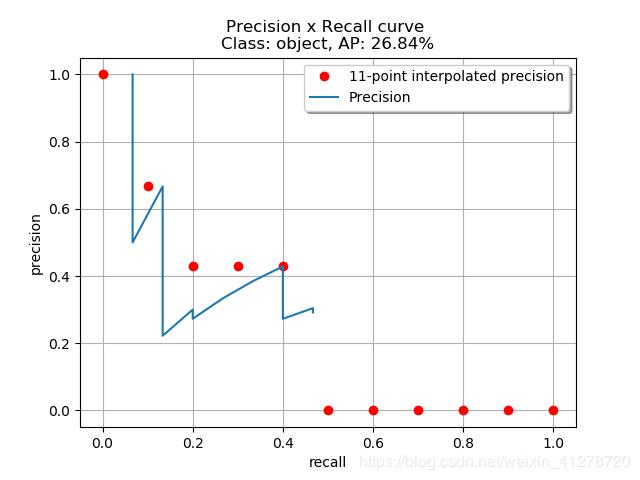 Precision x Recall curve
Class: object, AP: 26.84%
11-point interpolated precision
Precision
1.0
0.8
0.6
0.4
0.2
0.0
precision
0.0 0.2 0.4 0.6 0.8 1.0
recall
https://blog.csdn.net/weixin_41278720